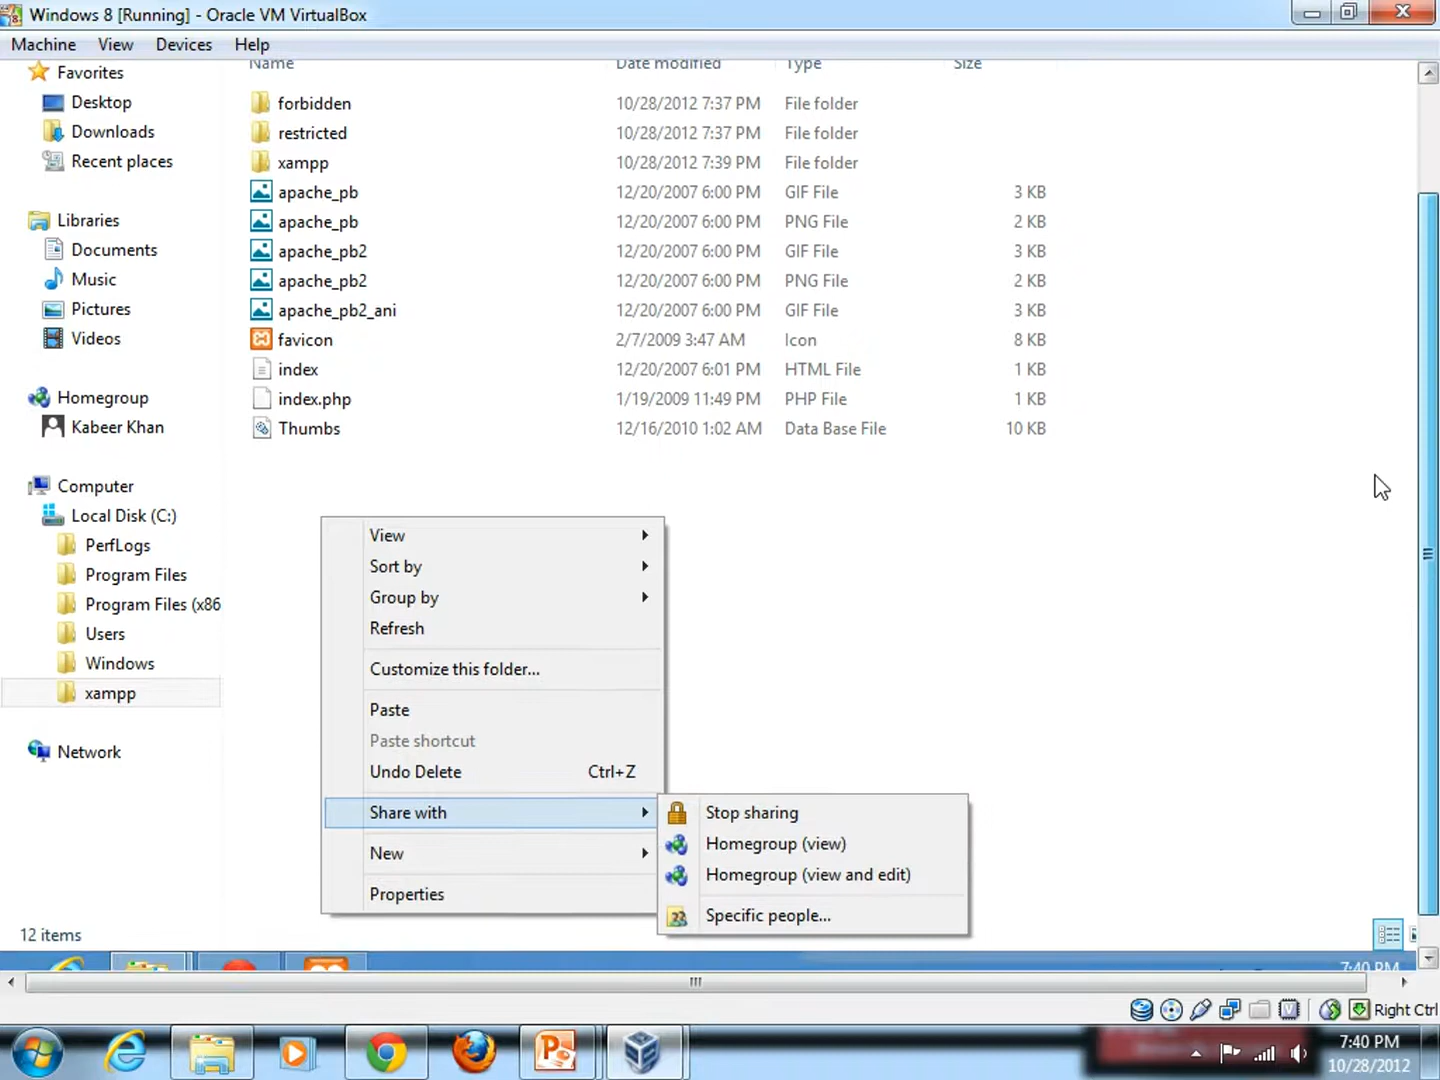 Windows 8 [Running] - Oracle VM VirtualBox
Machine View Devices Help
Name Date modified Type Size
Favorites
Desktop
Downloads
Recent places
Libraries
Documents
Music
Pictures
Videos
Homegroup
Kabeer Khan
Computer
Local Disk (C:)
PerfLogs
Program Files
Program Files (x86
Users
Windows
xampp
Network
forbidden 10/28/2012 7:37 PM File folder
restricted 10/28/2012 7:37 PM File folder
xampp 10/28/2012 7:39 PM File folder
apache_pb 12/20/2007 6:00 PM GIF File 3 KB
apache_pb 12/20/2007 6:00 PM PNG File 2 KB
apache_pb2 12/20/2007 6:00 PM GIF File 3 KB
apache_pb2 12/20/2007 6:00 PM PNG File 2 KB
apache_pb2_ani 12/20/2007 6:00 PM GIF File 3 KB
favicon 2/7/2009 3:47 AM Icon 8 KB
index 12/20/2007 6:01 PM HTML File 1 KB
index.php 1/19/2009 11:49 PM PHP File 1 KB
Thumbs 12/16/2010 1:02 AM Data Base File 10 KB
View
Sort by
Group by
Refresh
Customize this folder...
Paste
Paste shortcut
Undo Delete Ctrl+Z
Share with
New
Properties
Stop sharing
Homegroup (view)
Homegroup (view and edit)
Specific people...
12 items
7:40 PM
Right Ctrl
7:40 PM
10/28/2012